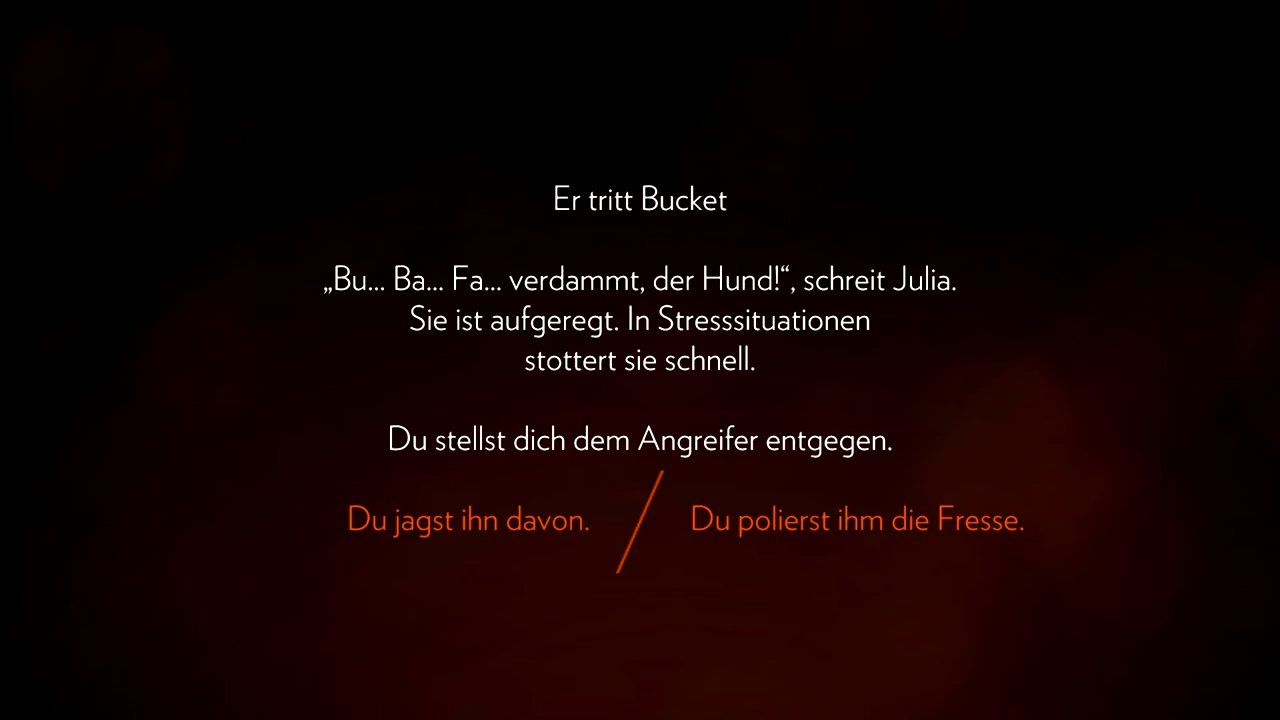 Er tritt Bucket
„Bu... Ba... Fa... verdammt, der Hund!“, schreit Julia.
Sie ist aufgeregt. In Stresssituationen
stottert sie schnell.
Du stellst dich dem Angreifer entgegen.
Du jagst ihn davon. / Du polierst ihm die Fresse.